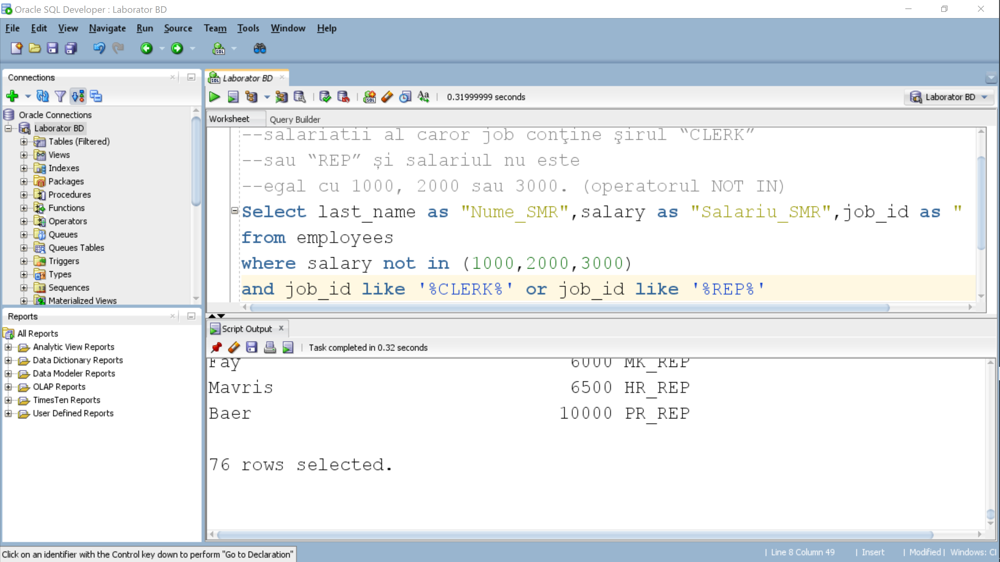 Oracle SQL Developer : Laborator BD
File Edit View Navigate Run Source Team Tools Window Help
Connections
Oracle Connections
Laborator BD
Tables (Filtered)
Views
Indexes
Packages
Procedures
Functions
Operators
Queues
Queues Tables
Triggers
Types
Sequences
Materialized Views
Reports
All Reports
Analytic View Reports
Data Dictionary Reports
Data Modeler Reports
OLAP Reports
TimesTen Reports
User Defined Reports
Laborator BD
0.31999999 seconds
Laborator BD
Worksheet Query Builder
--salariatii al caror job conţine şirul “CLERK”
--sau “REP” și salariul nu este
--egal cu 1000, 2000 sau 3000. (operatorul NOT IN)
Select last_name as "Nume_SMR",salary as "Salariu_SMR",job_id as "
from employees
where salary not in (1000,2000,3000)
and job_id like '%CLERK%' or job_id like '%REP%'
Script Output
Task completed in 0.32 seconds
Fay 6000 MK_REP
Mavris 6500 HR_REP
Baer 10000 PR_REP
76 rows selected.
Click on an identifier with the Control key down to perform "Go to Declaration"
| Line 8 Column 49 | Insert | Modified | Windows: